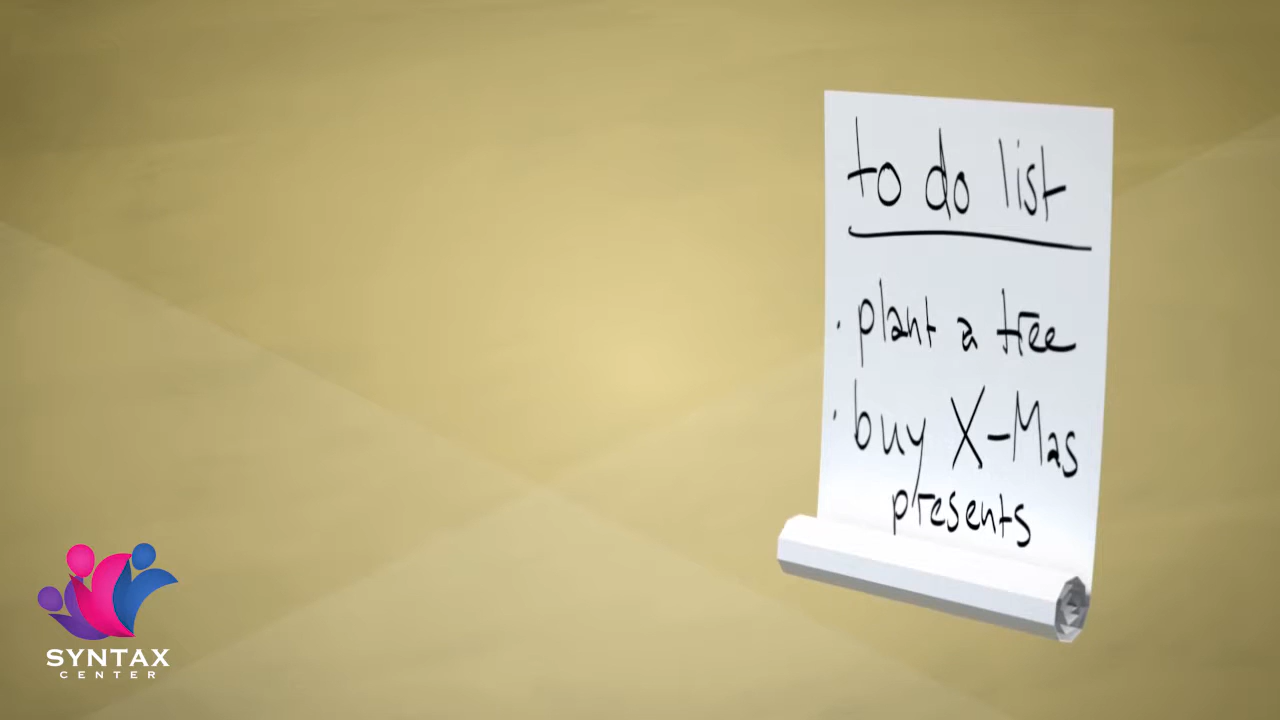 to do list
· plant a tree
· buy X-Mas
presents
SYNTAX
CENTER